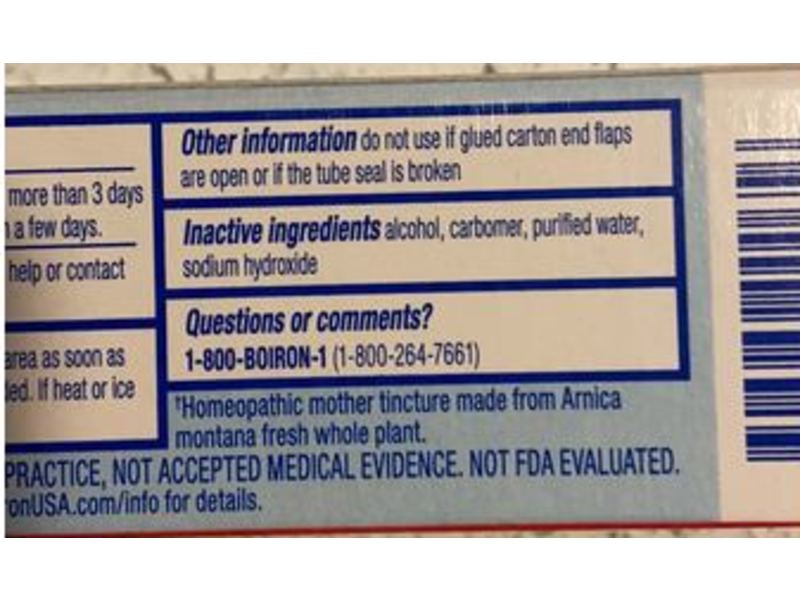 more than 3 days
a few days.
help or contact
area as soon as
If heat or ice
Other information do not use if glued carton end flaps
are open or if the tube seal is broken
Inactive ingredients alcohol, carbomer, purified water,
sodium hydroxide
Questions or comments?
1-800-BOIRON-1 (1-800-264-7661)
†Homeopathic mother tincture made from Arnica
montana fresh whole plant.
PRACTICE, NOT ACCEPTED MEDICAL EVIDENCE. NOT FDA EVALUATED.
onUSA.com/info for details.